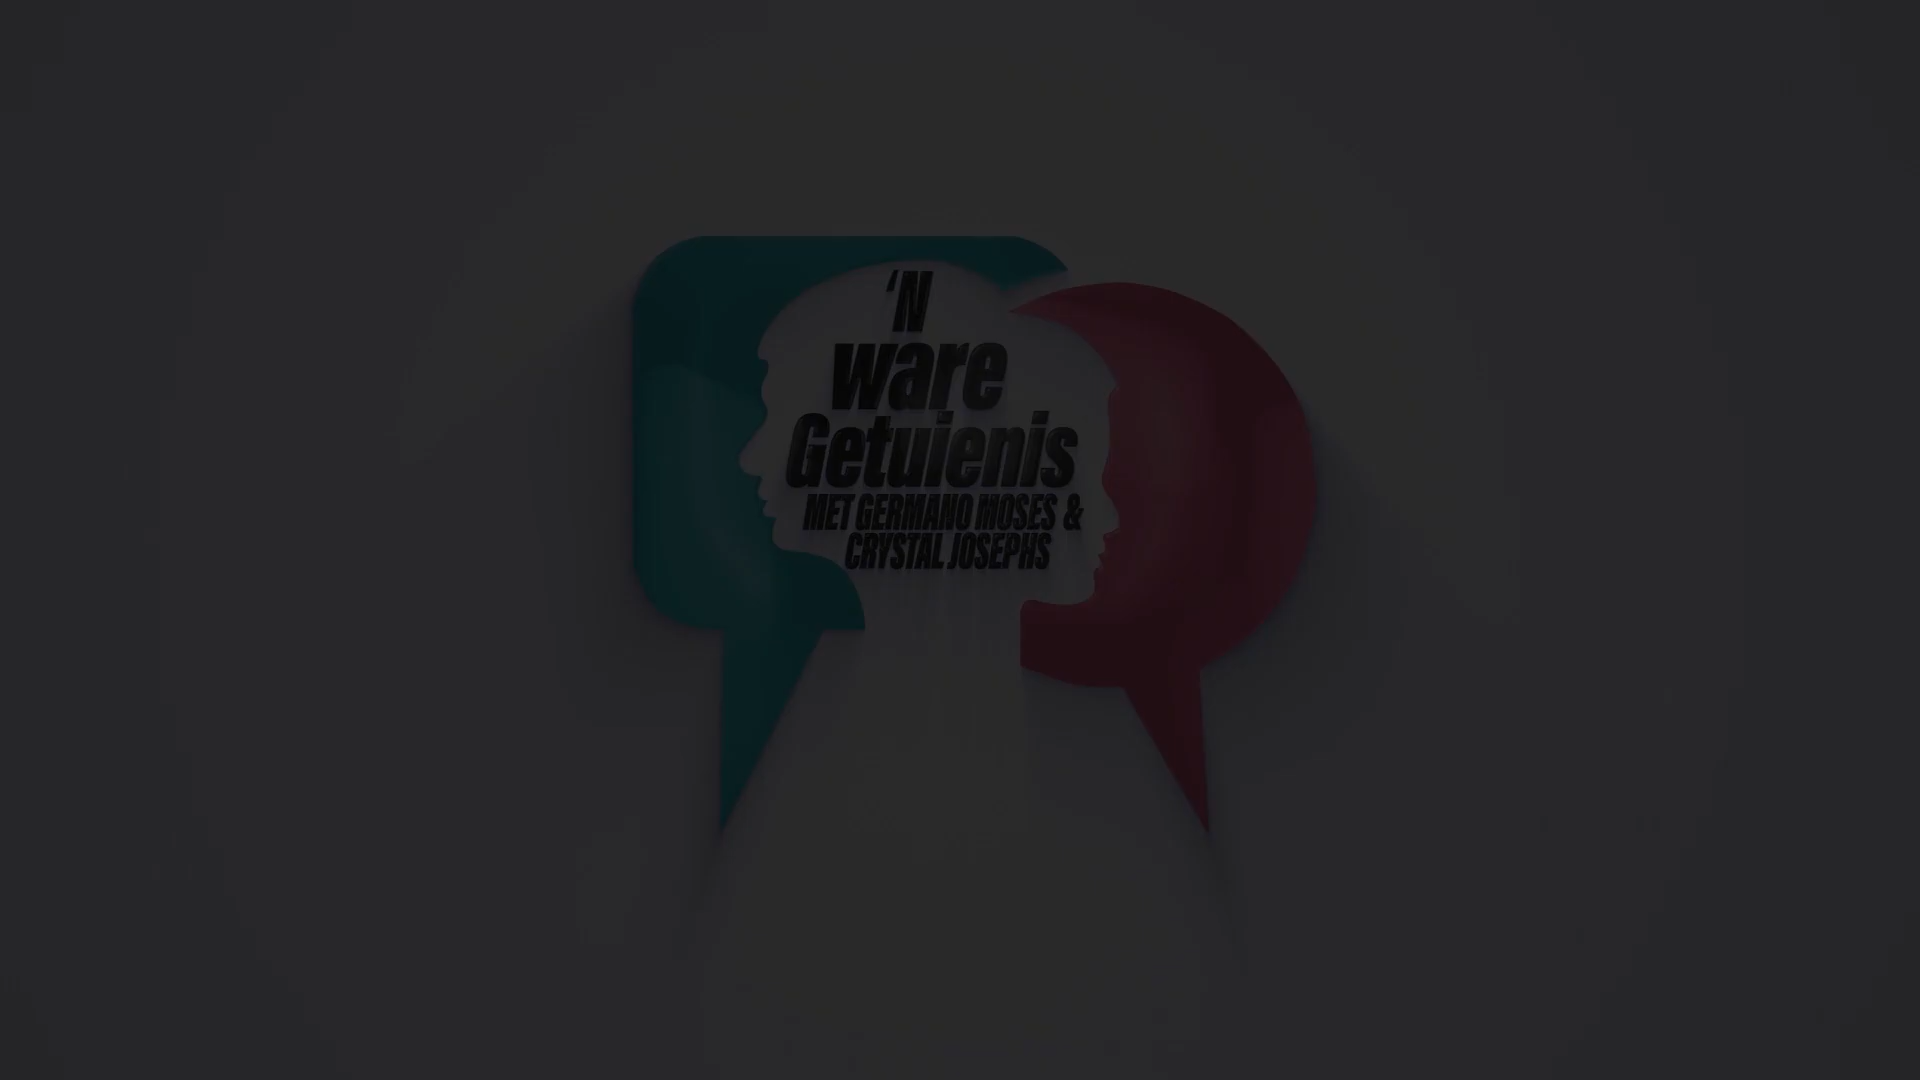 ‘N
ware
Getuienis
MET GERMANO MOSES &
CRYSTAL JOSEPHS